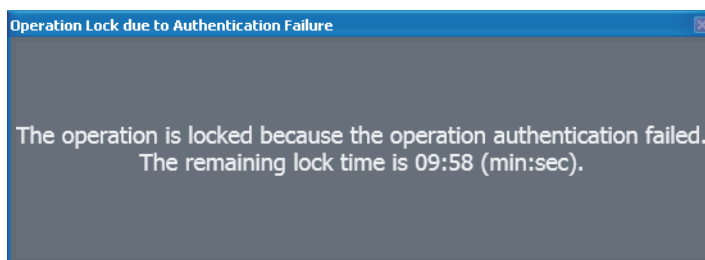 Operation Lock due to Authentication Failure
The operation is locked because the operation authentication failed.
The remaining lock time is 09:58 (min:sec).